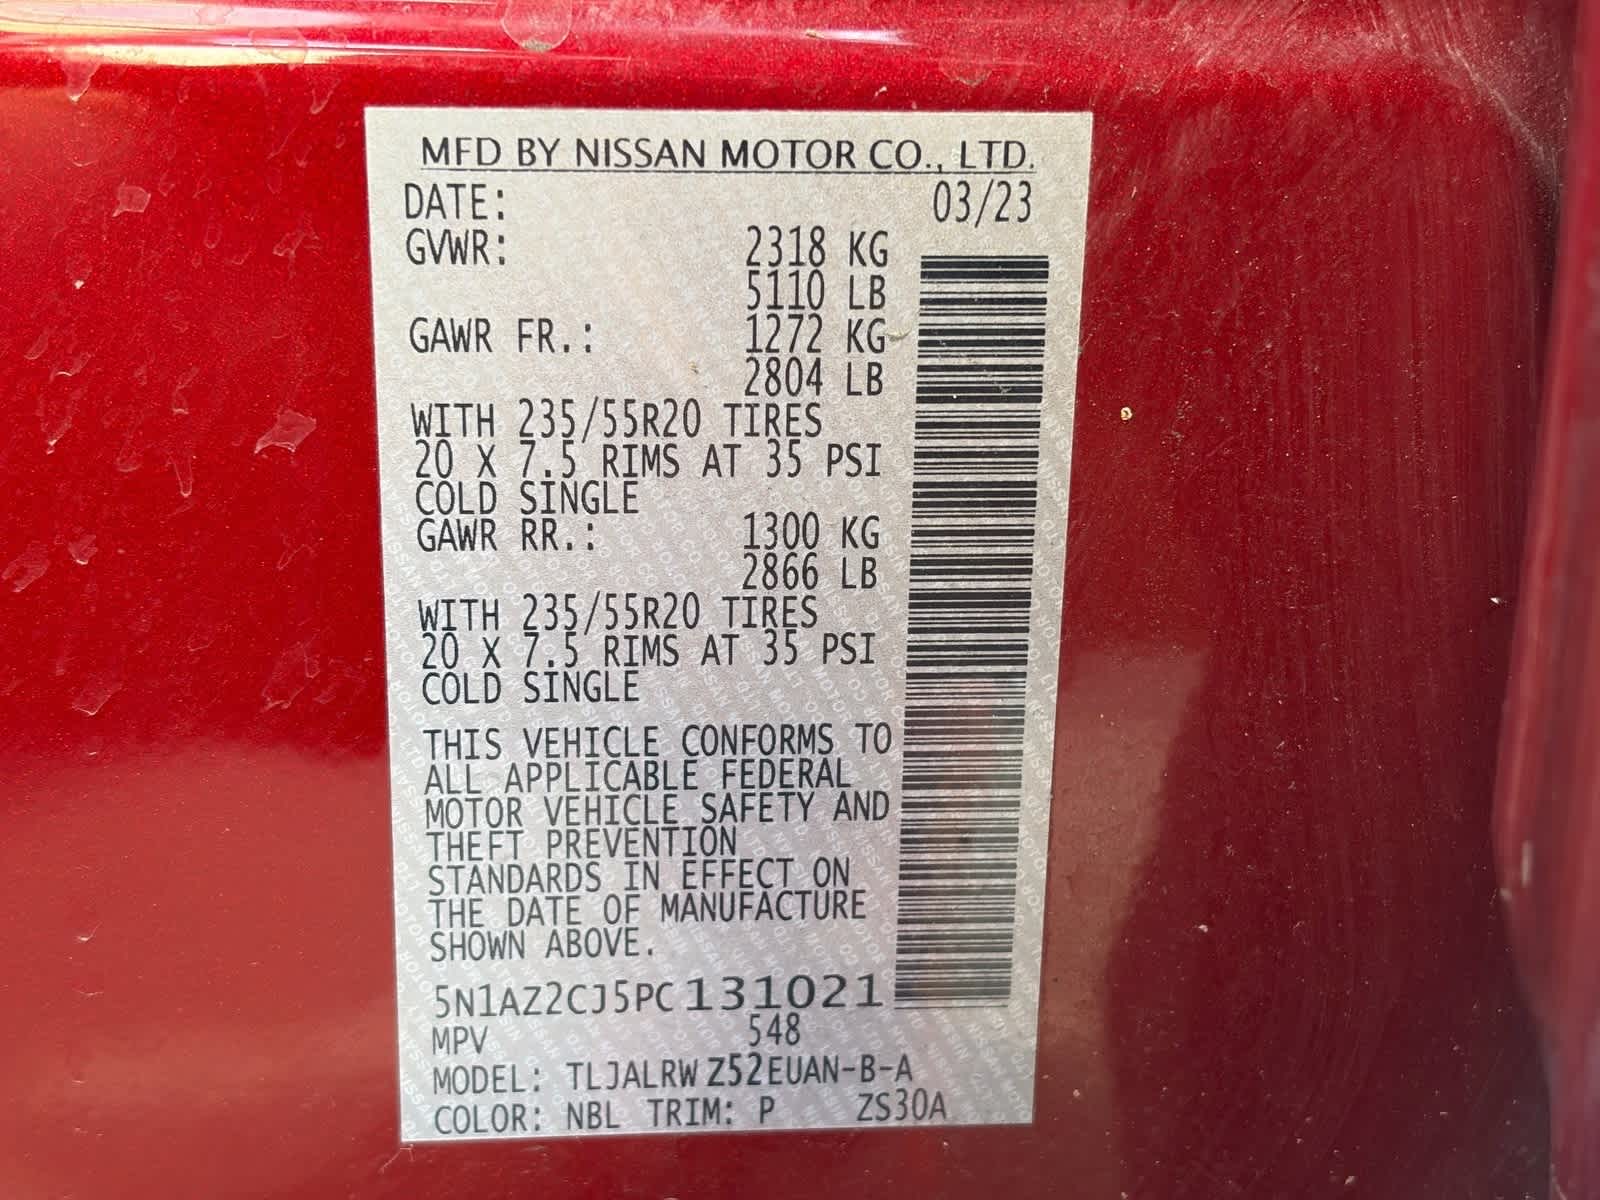 MFD BY NISSAN MOTOR CO., LTD.
DATE: 03/23
GVWR: 2318 KG
5110 LB
GAWR FR.: 1272 KG
2804 LB
WITH 235/55R20 TIRES
20 X 7.5 RIMS AT 35 PSI
COLD SINGLE
GAWR RR.: 1300 KG
2866 LB
WITH 235/55R20 TIRES
20 X 7.5 RIMS AT 35 PSI
COLD SINGLE
THIS VEHICLE CONFORMS TO
ALL APPLICABLE FEDERAL
MOTOR VEHICLE SAFETY AND
THEFT PREVENTION
STANDARDS IN EFFECT ON
THE DATE OF MANUFACTURE
SHOWN ABOVE.
5N1AZ2CJ5PC131021
MPV 548
MODEL: TLJALRW Z52EUAN-B-A
COLOR: NBL TRIM: P ZS30A